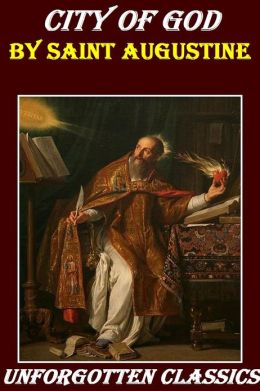 CITY OF GOD
BY SAINT AUGUSTINE
UNFORGOTTEN CLASSICS